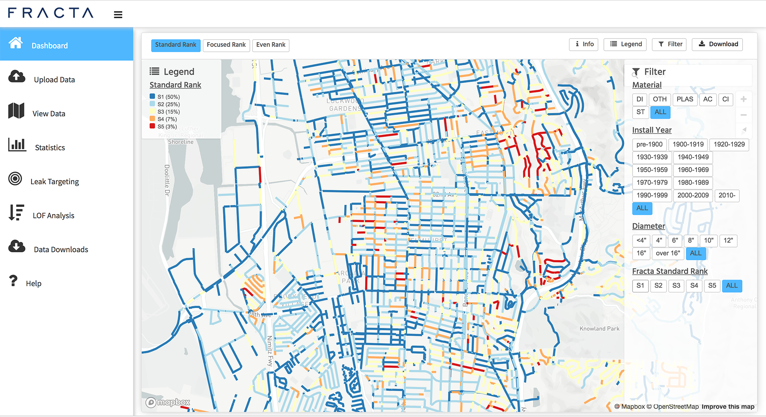 FRACTA
Dashboard
Upload Data
View Data
Statistics
Leak Targeting
LOF Analysis
Data Downloads
Help
Standard Rank Focused Rank Even Rank
Info Legend Filter Download
Legend
Standard Rank
S1 (50%)
S2 (25%)
S3 (15%)
S4 (7%)
S5 (3%)
Filter
Material
DI OTH PLAS AC CI
ST ALL
Install Year
pre-1900 1900-1919 1920-1929
1930-1939 1940-1949
1950-1959 1960-1969
1970-1979 1980-1989
1990-1999 2000-2009 2010-
ALL
Diameter
<4" 4" 6" 8" 10" 12"
16" over 16" ALL
Fracta Standard Rank
S1 S2 S3 S4 S5 ALL
Shoreline
Doolittle Dr
GARDENS
Nimitz Fwy
Knowland Park
mapbox
© Mapbox © OpenStreetMap Improve this map